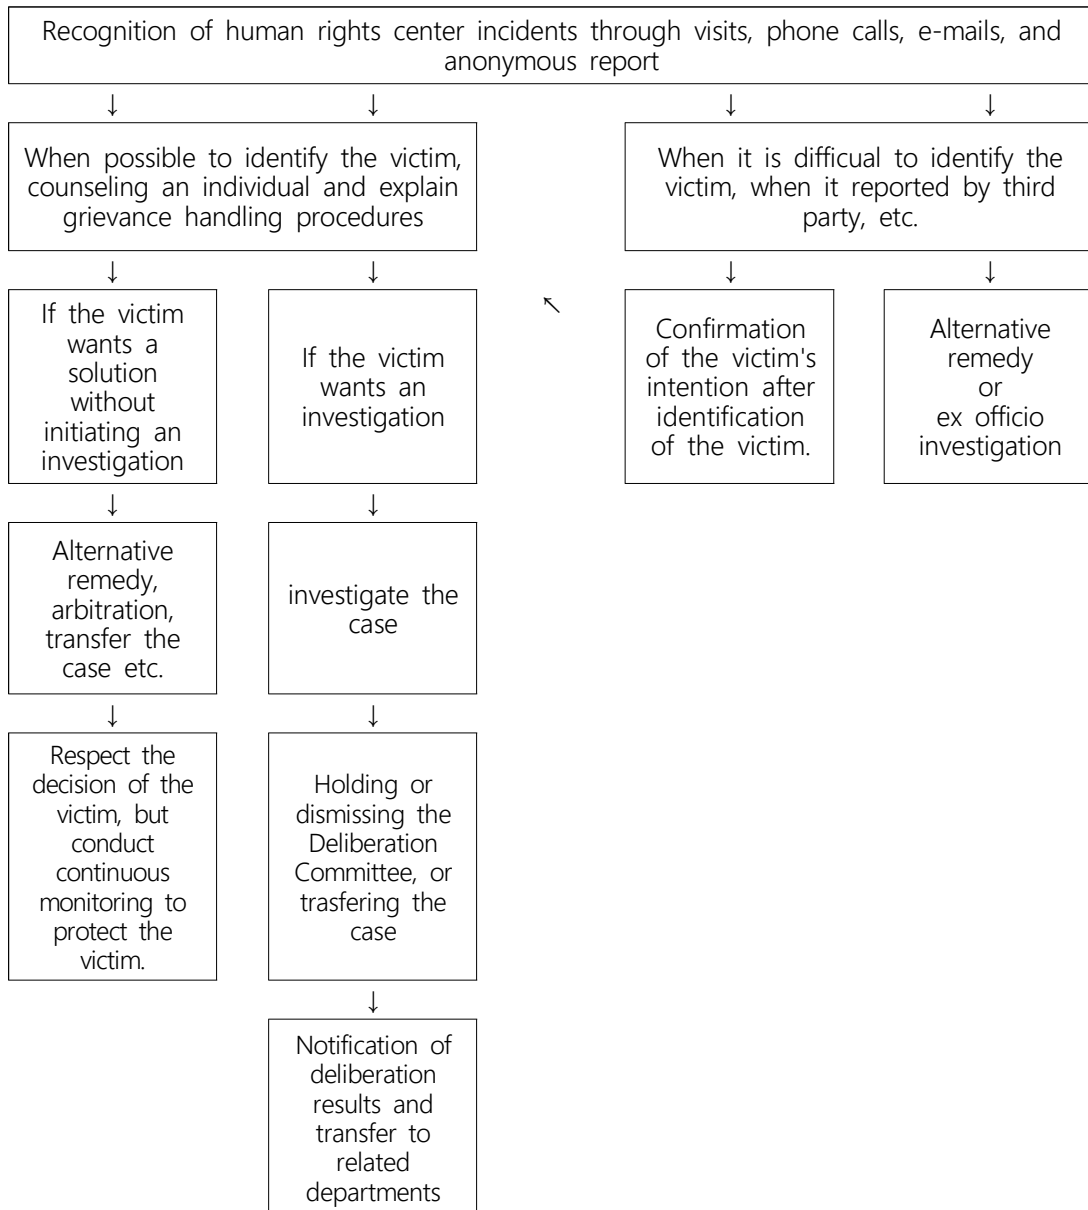 Recognition of human rights center incidents through visits, phone calls, e-mails, and
anonymous report
↓ ↓ ↓ ↓
When possible to identify the victim,
counseling an individual and explain
grievance handling procedures
When it is difficual to identify the
victim, when it reported by third
party, etc.
↓ ↓ ↓ ↓
If the victim
wants a
solution
without
initiating an
investigation
If the victim
wants an
investigation
↖
Confirmation
of the victim's
intention after
identification
of the victim.
Alternative
remedy
or
ex officio
investigation
↓ ↓
Alternative
remedy,
arbitration,
transfer the
case etc.
investigate the
case
↓ ↓
Respect the
decision of the
victim, but
conduct
continuous
monitoring to
protect the
victim.
Holding or
dismissing the
Deliberation
Committee, or
trasfering the
case
↓
Notification of
deliberation
results and
transfer to
related
departments